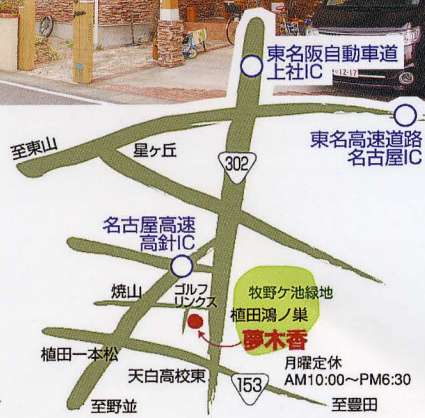 12-17
東名阪自動車道
上社IC
東名高速道路
名古屋IC
至東山
星ヶ丘
302
名古屋高速
高針IC
焼山
ゴルフ
リンクス
牧野ケ池緑地
植田鴻ノ巣
夢木香
植田一本松
月曜定休
AM10:00〜PM6:30
天白高校東
153
至野並
至豊田